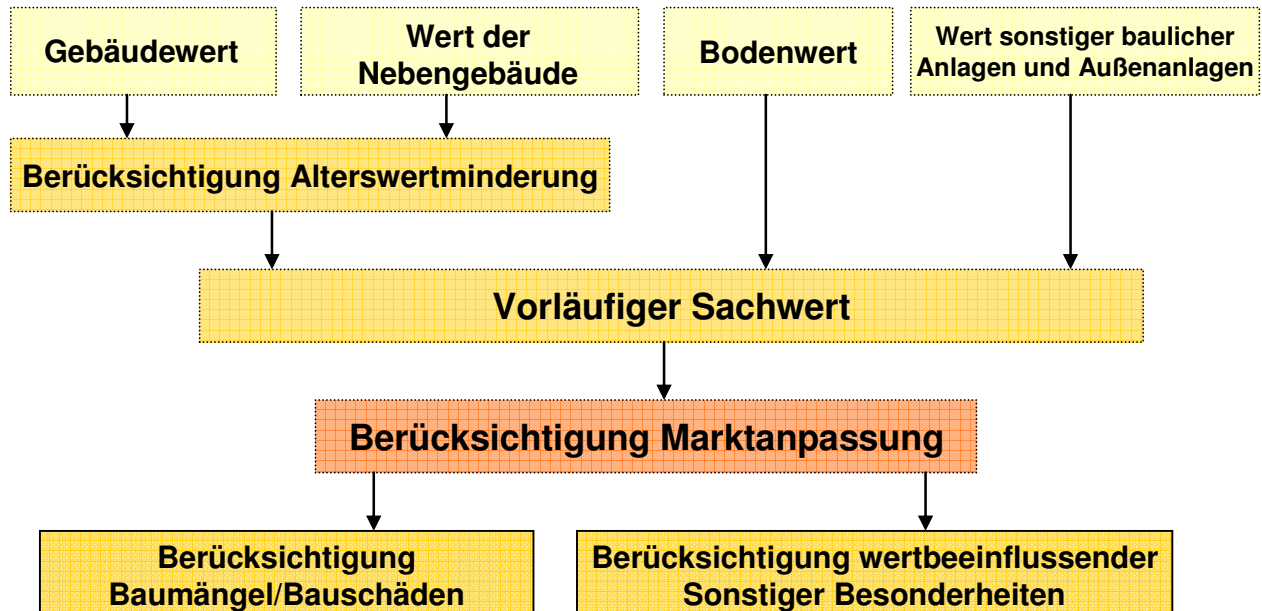 Gebäudewert
Wert der
Nebengebäude
Bodenwert
Wert sonstiger baulicher
Anlagen und Außenanlagen
Berücksichtigung Alterswertminderung
Vorläufiger Sachwert
Berücksichtigung Marktanpassung
Berücksichtigung
Baumängel/Bauschäden
Berücksichtigung wertbeeinflussender
Sonstiger Besonderheiten